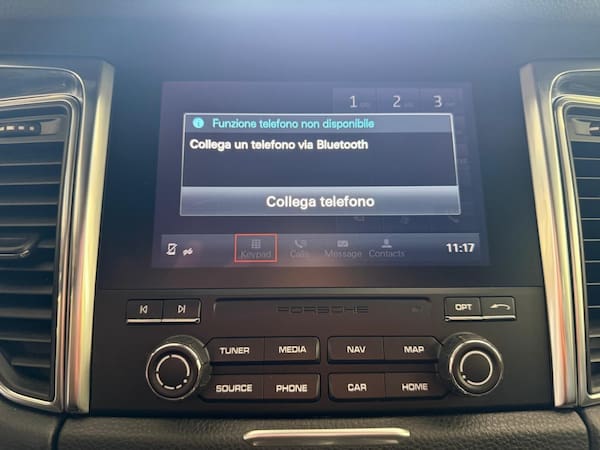 1 2 3
Funzione telefono non disponibile
Collega un telefono via Bluetooth
Collega telefono
Keypad Calls Message Contacts 11:17
PORSCHE
OPT
TUNER MEDIA NAV MAP
SOURCE PHONE CAR HOME